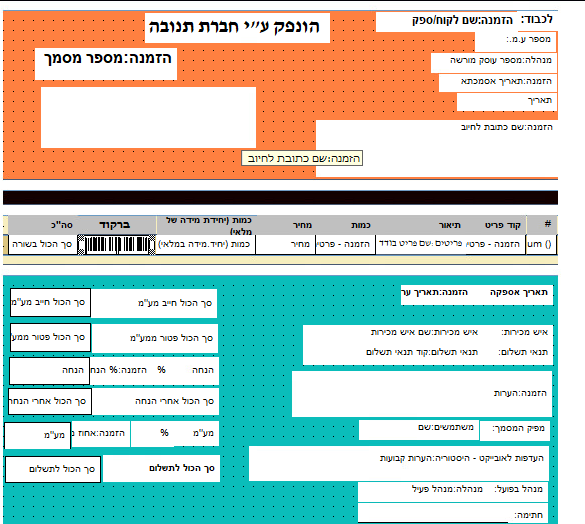 לכבוד: הזמנה:שם לקוח/ספק
הונפק ע״י חברת תנובה
מספר ע.מ.:
הזמנה:מספר מסמך
מנהלה:מספר עוסק מורשה
הזמנה:תאריך אסמכתא
תאריך
הזמנה:שם כתובת לחיוב
הזמנה:שם כתובת לחיוב
# קוד פריט תיאור כמות מחיר כמות (יחידת מידה של מלאי) ברקוד סה"כ
um () הזמנה - פרטי פריטים:שם פריט בודד הזמנה - פרטי מחיר כמות (יחיד.מידה במלאי) סך הכול בשורה
תאריך אספקה הזמנה:תאריך ער
סך הכול חייב מע"מ סך הכול חייב מע"מ
איש מכירות: איש מכירות:שם איש מכירות
סך הכול פטור ממע"מ סך הכול פטור ממע
תנאי תשלום: תנאי תשלום:קוד תנאי תשלום
הנחה % הזמנה:% הנח הנחה
הזמנה:הערות
סך הכול אחרי הנחה סך הכול אחרי הנחה
מפיק המסמך: משתמשים:שם
מע"מ % הזמנה:אחוז מע"מ
העדפות לאובייקט - היסטוריה:הערות קבועות
סך הכול לתשלום סך הכול לתשלום
מנהל בפועל: מנהלה:מנהל פעיל
חתימה: